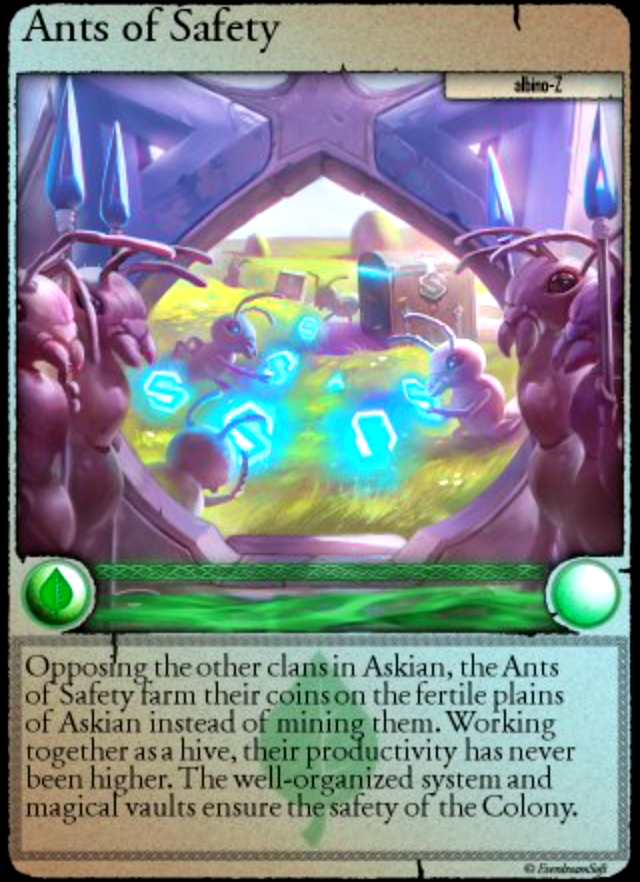 Ants of Safety
albino-Z
Opposing the other clans in Askian, the Ants
of Safety farm their coins on the fertile plains
of Askian instead of mining them. Working
together as a hive, their productivity has never
been higher. The well-organized system and
magical vaults ensure the safety of the Colony.
© EverdreamSoft